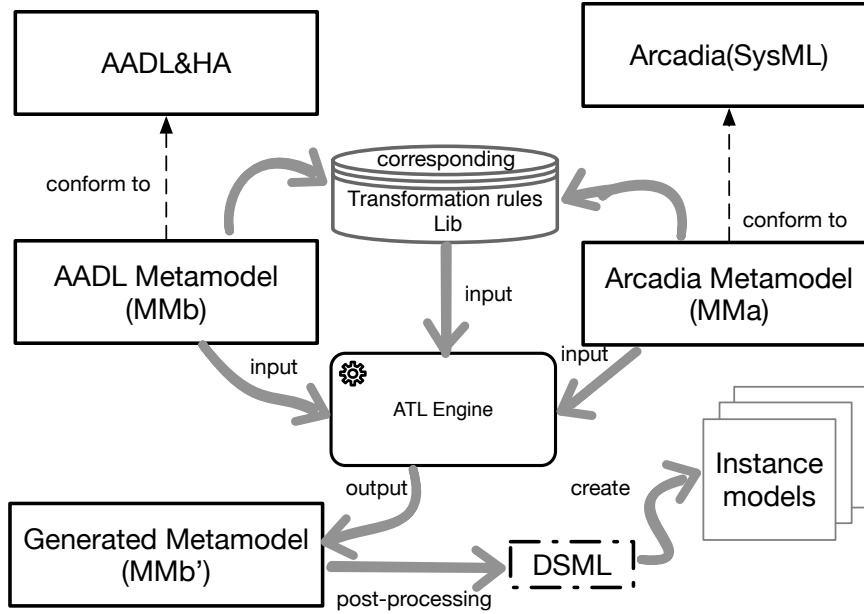 AADL&HA
Arcadia(SysML)
corresponding
conform to
Transformation rules
Lib
conform to
AADL Metamodel
(MMb)
Arcadia Metamodel
(MMa)
input
input
input
ATL Engine
Instance
models
output
create
Generated Metamodel
(MMb’)
DSML
post-processing